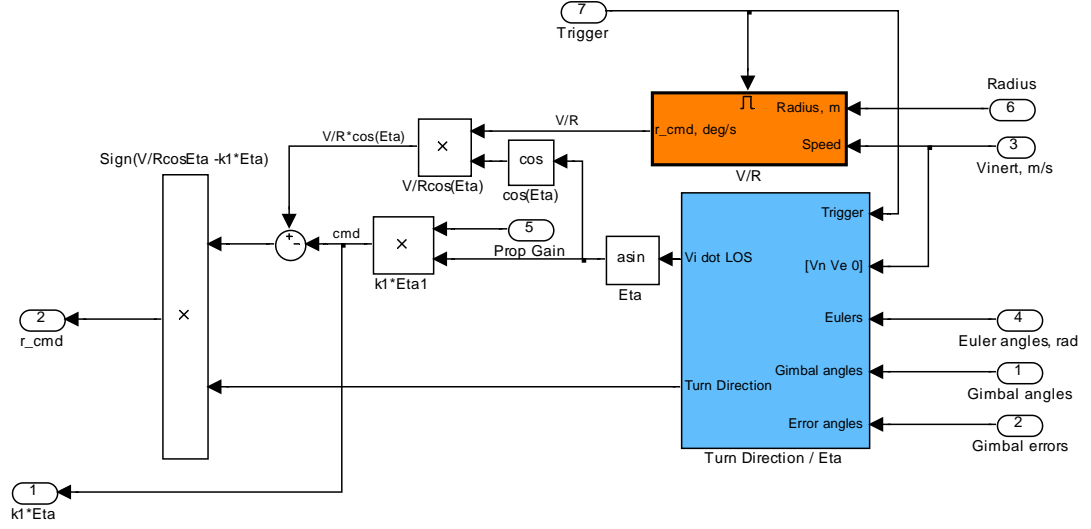 7
Trigger
Radius
6
Radius, m
r_cmd, deg/s
Speed
V/R
3
Vinert, m/s
V/R
V/R*cos(Eta)
×
V/Rcos(Eta)
cos
cos(Eta)
Sign(V/RcosEta -k1*Eta)
×
+
-
cmd
×
k1*Eta1
5
Prop Gain
asin
Eta
Trigger
Vi dot LOS
[Vn Ve 0]
Eulers
4
Euler angles, rad
Gimbal angles
1
Gimbal angles
Turn Direction
Error angles
2
Gimbal errors
Turn Direction / Eta
2
r_cmd
1
k1*Eta